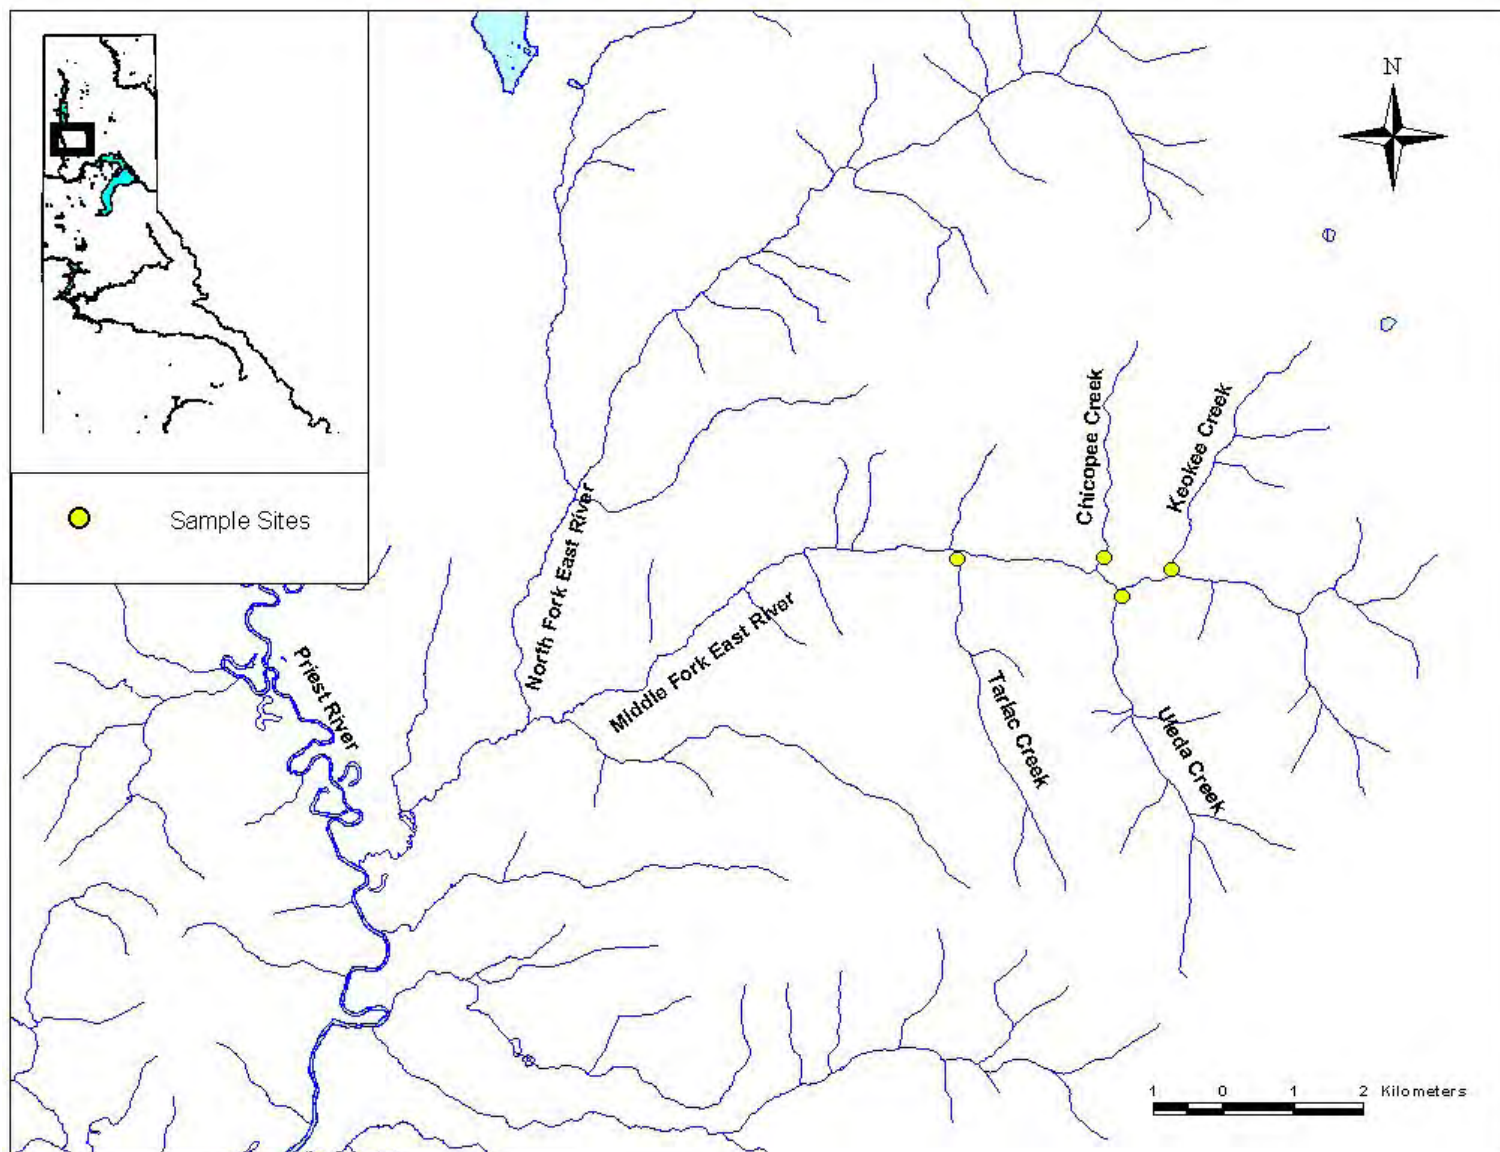 N
Sample Sites
Chicopee Creek
Keokee Creek
North Fork East River
Middle Fork East River
Priest River
Tarlac Creek
Uleda Creek
1 0 1 2 Kilometers